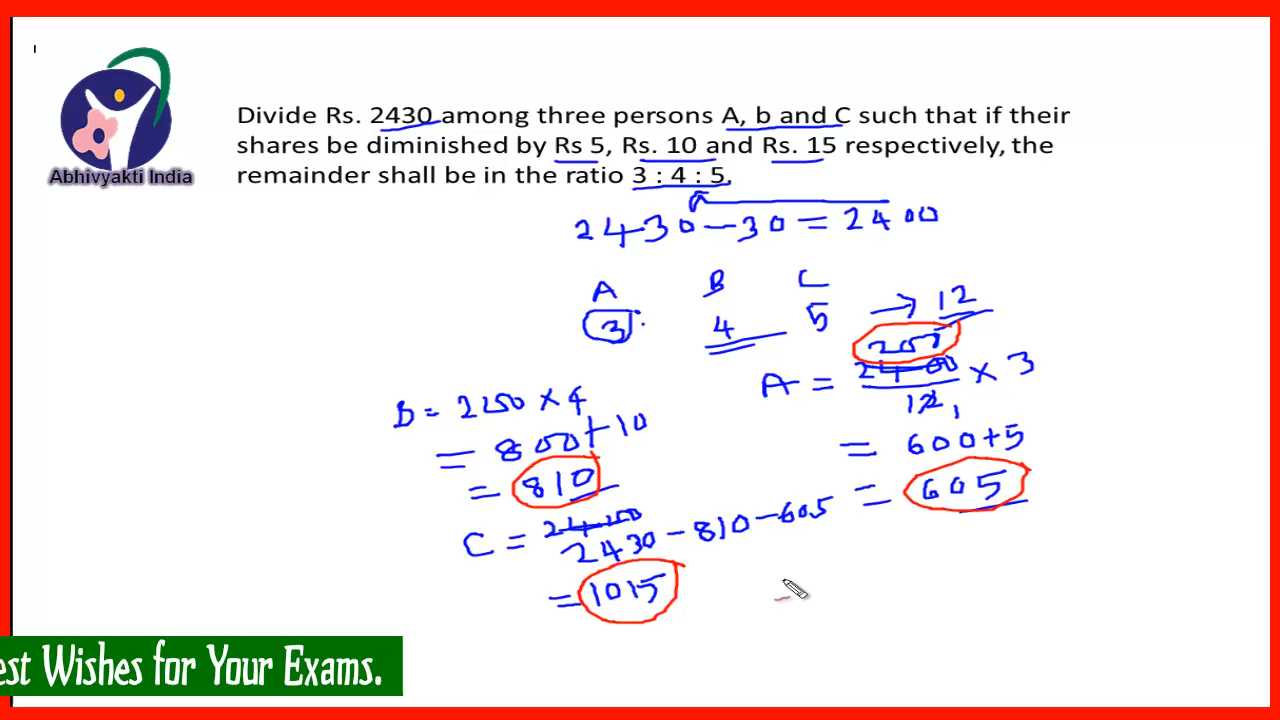 Abhivyakti India
Divide Rs. 2430 among three persons A, b and C such that if their
shares be diminished by Rs 5, Rs. 10 and Rs. 15 respectively, the
remainder shall be in the ratio 3 : 4 : 5.
2430 - 30 = 2400
A B C
3 : 4 5 → 12
200
A = 2400 × 3
12 1
= 600 + 5
= 605
B = × 4
= 800 + 10
= 810
C =
2430 - 810 - 605
= 1015
est Wishes for Your Exams.